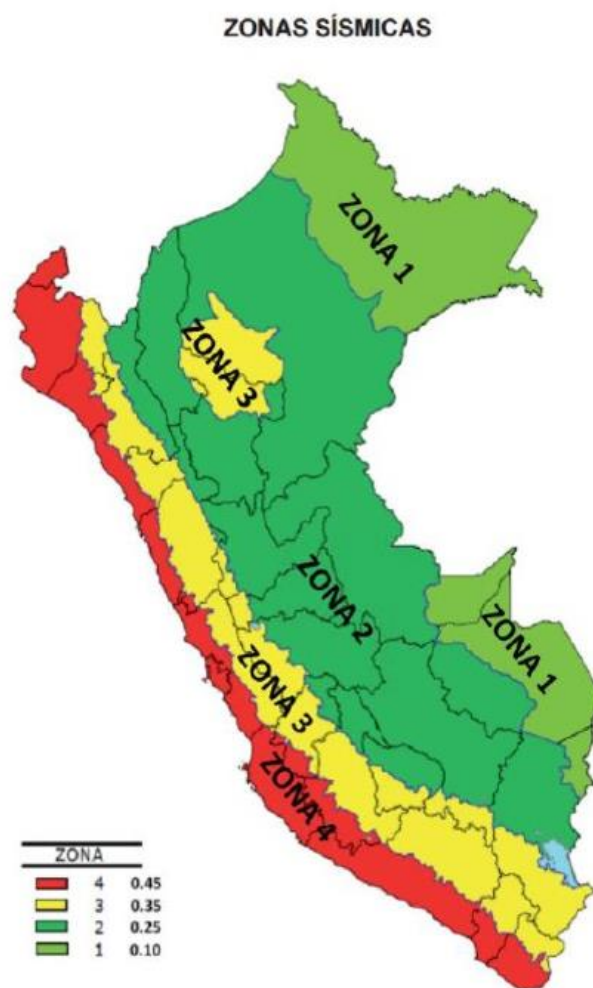 ZONAS SÍSMICAS
ZONA 1
ZONA 3
ZONA 2
ZONA 1
ZONA 3
ZONA 4
ZONA
4 0.45
3 0.35
2 0.25
1 0.10